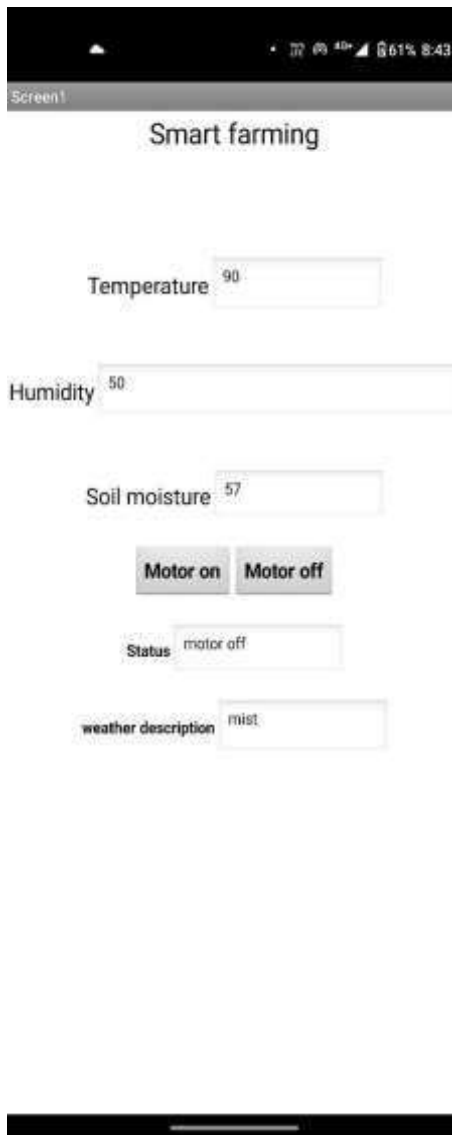 61% 8:43
Screen1
Smart farming
Temperature 90
Humidity 50
Soil moisture 57
Motor on Motor off
Status motor off
weather description mist